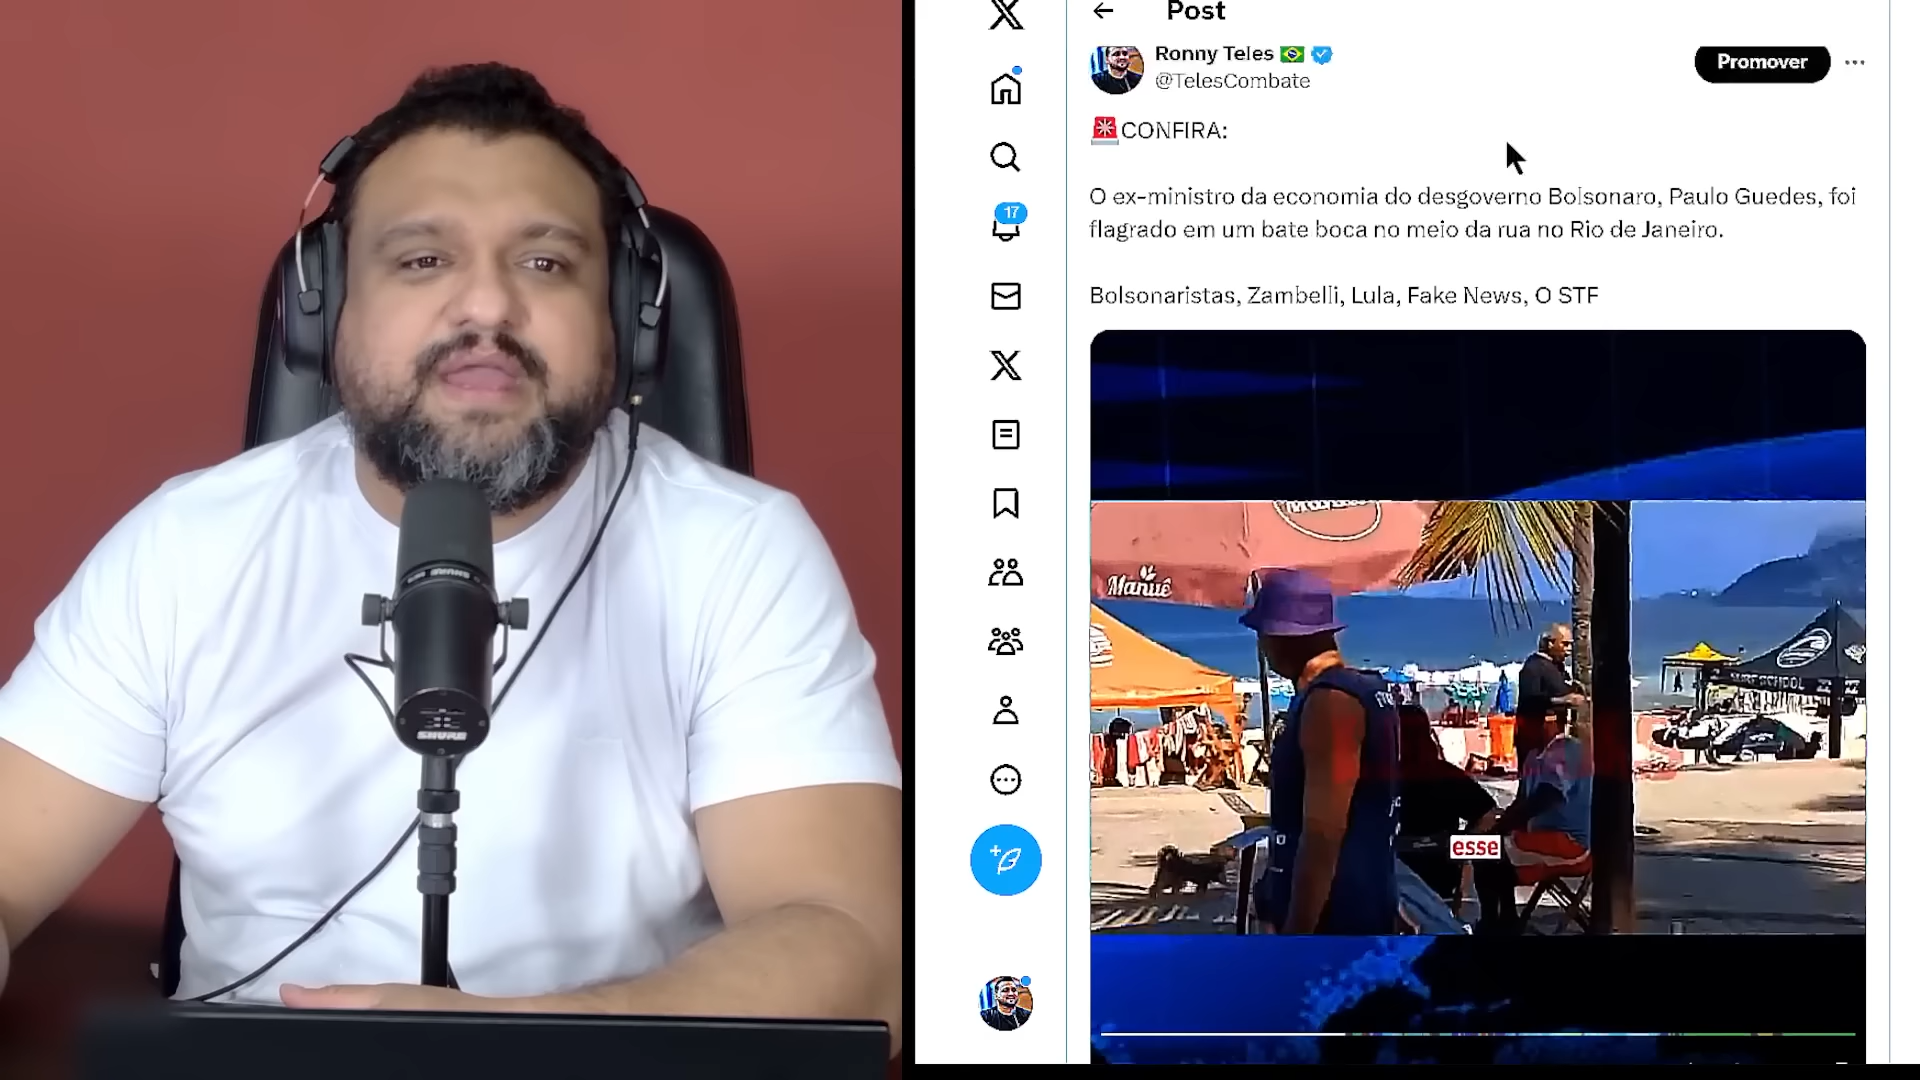 Post
Ronny Teles
@TelesCombate
Promover
CONFIRA:
17
O ex-ministro da economia do desgoverno Bolsonaro, Paulo Guedes, foi
flagrado em um bate boca no meio da rua no Rio de Janeiro.
Bolsonaristas, Zambelli, Lula, Fake News, O STF
Manuê
SURF SCHOOL
esse
SHURE